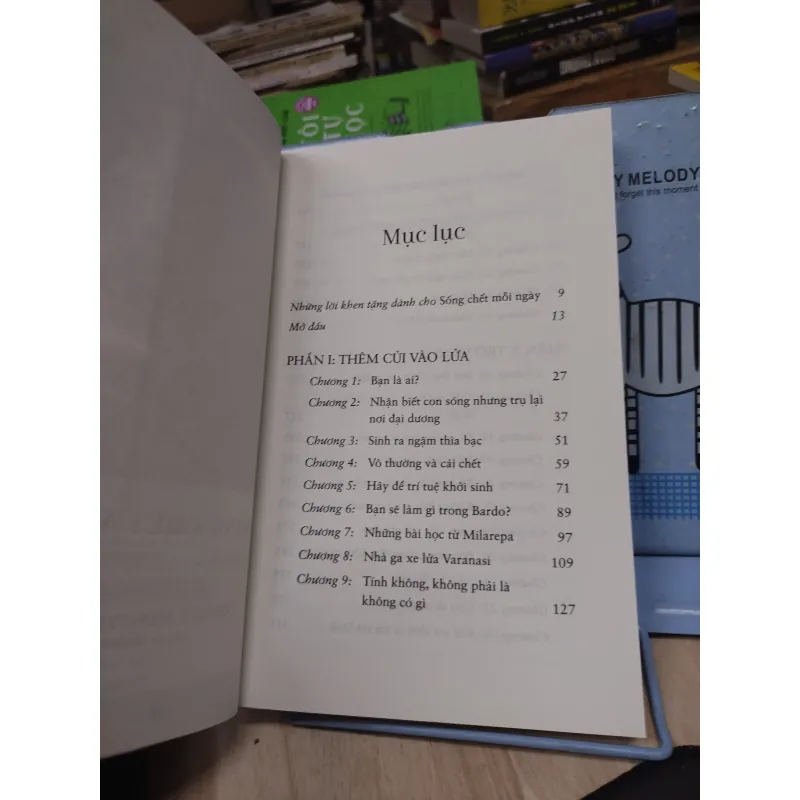 ÔI
TỰ
ỌC
Y MELODY
forget this moment
Mục lục
Những lời khen tặng dành cho Sống chết mỗi ngày 9
Mở đầu 13
PHẦN I: THÊM CỦI VÀO LỬA
Chương 1: Bạn là ai? 27
Chương 2: Nhận biết con sóng nhưng trụ lại
nơi đại dương 37
Chương 3: Sinh ra ngậm thìa bạc 51
Chương 4: Vô thường và cái chết 59
Chương 5: Hãy để trí tuệ khởi sinh 71
Chương 6: Bạn sẽ làm gì trong Bardo? 89
Chương 7: Những bài học từ Milarepa 97
Chương 8: Nhà ga xe lửa Varanasi 109
Chương 9: Tính không, không phải là
không có gì 127